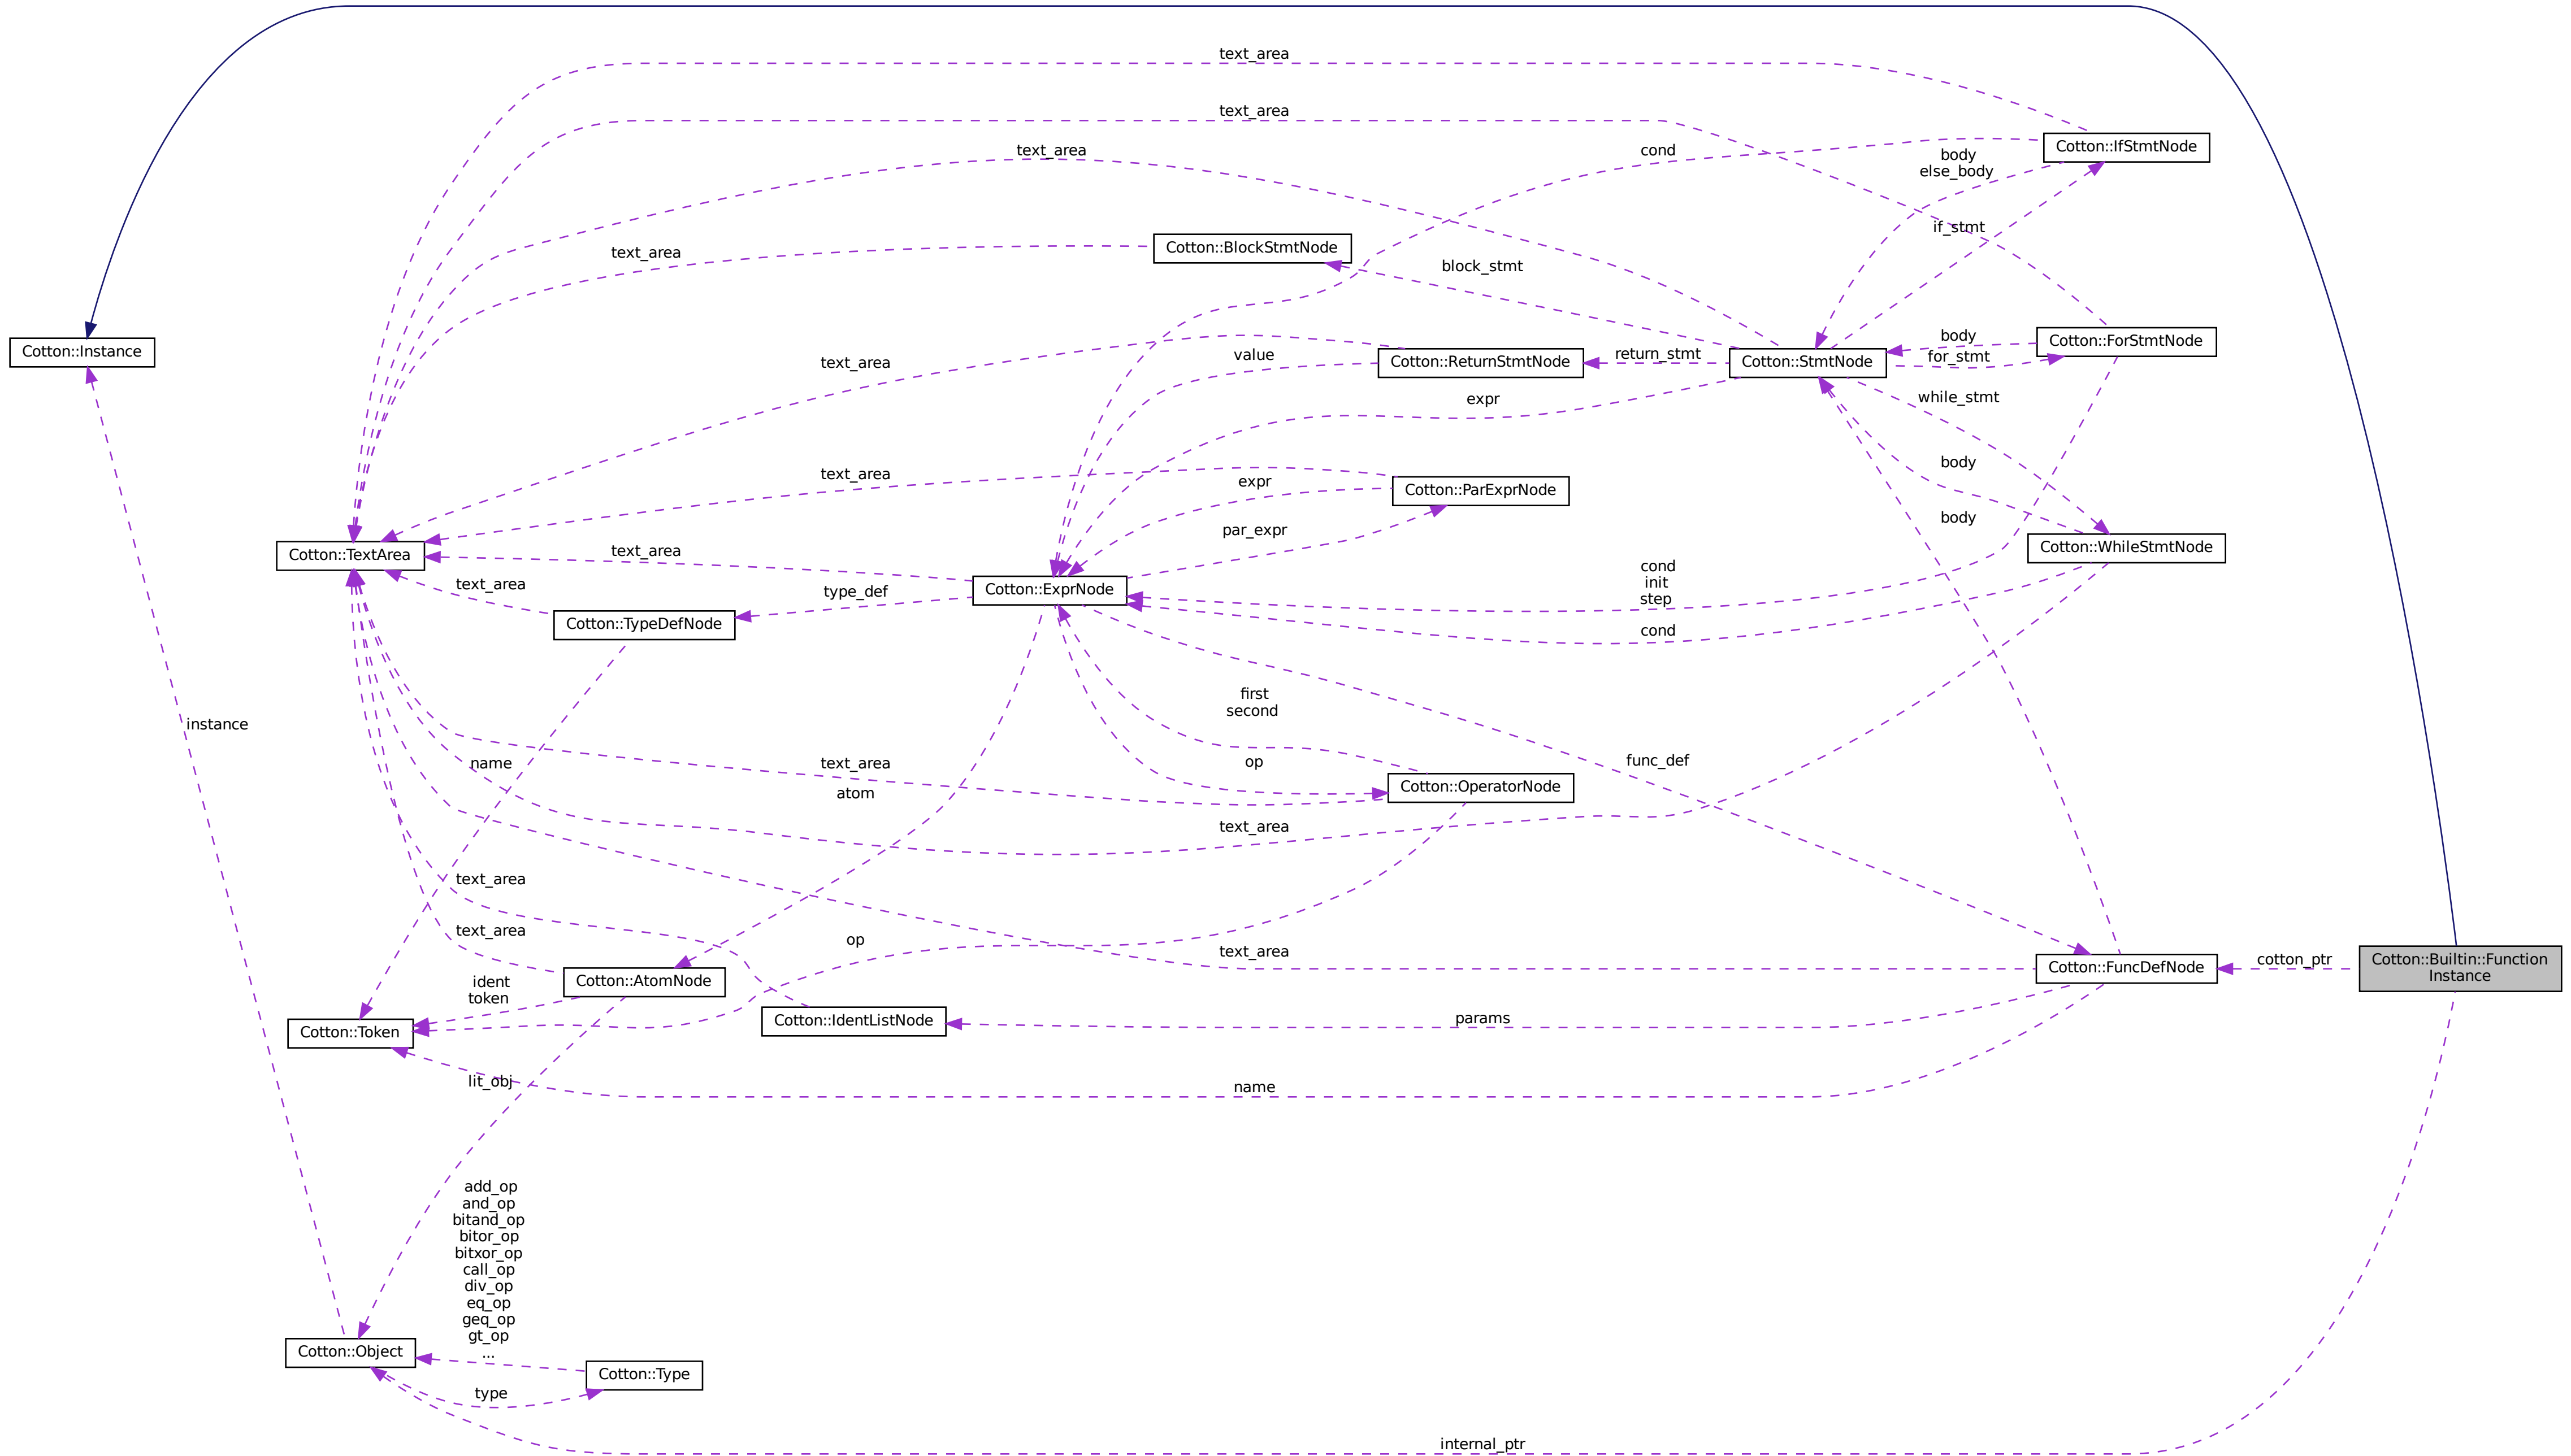 text_area
text_area
Cotton::IfStmtNode
text_area
cond
body
else_body
if_stmt
Cotton::BlockStmtNode
text_area
block_stmt
Cotton::Instance
Cotton::ForStmtNode
body
for_stmt
return_stmt
value
text_area
Cotton::ReturnStmtNode
Cotton::StmtNode
expr
while_stmt
text_area
expr
body
Cotton::ParExprNode
par_expr
body
Cotton::TextArea
text_area
Cotton::WhileStmtNode
text_area
type_def
Cotton::ExprNode
cond
init
step
Cotton::TypeDefNode
cond
first
second
instance
name
text_area
op
func_def
atom
Cotton::OperatorNode
text_area
text_area
text_area
op
text_area
cotton_ptr
Cotton::Builtin::Function
Instance
Cotton::FuncDefNode
Cotton::AtomNode
ident
token
Cotton::Token
Cotton::IdentListNode
params
lit_obj
name
add_op
and_op
bitand_op
bitor_op
bitxor_op
call_op
div_op
eq_op
geq_op
gt_op
...
Cotton::Object
Cotton::Type
type
internal_ptr